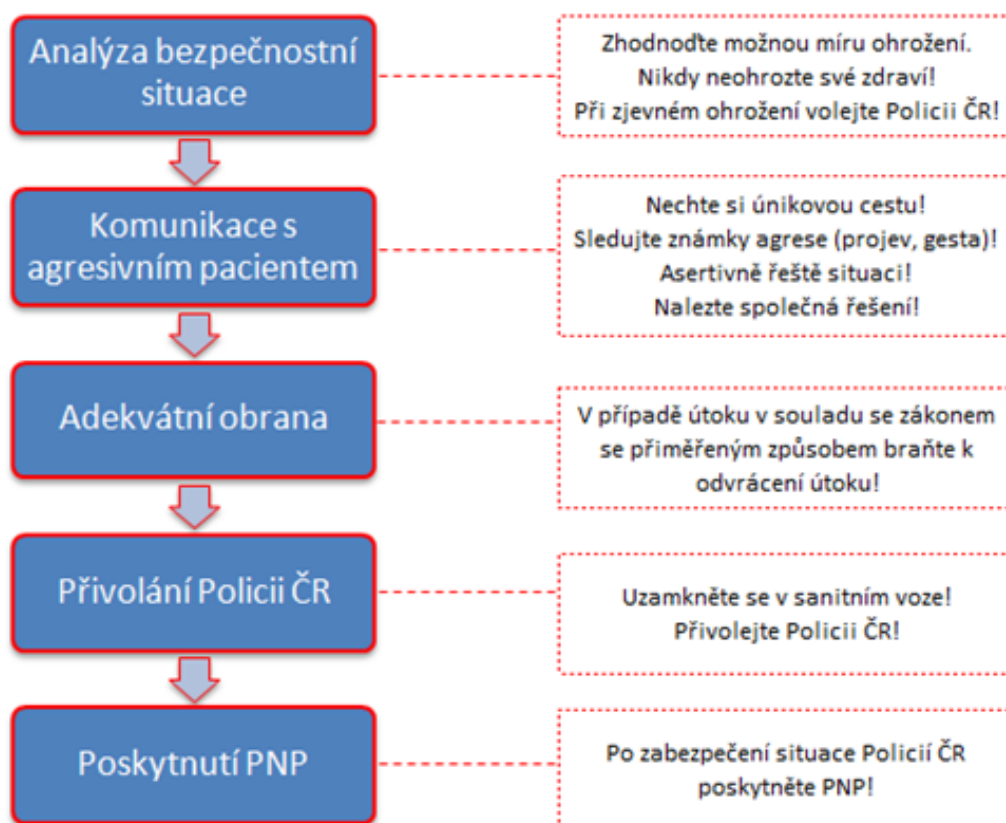 Analýza bezpečnostní
situace
Zhodnoďte možnou míru ohrožení.
Nikdy neohrozte své zdraví!
Při zjevném ohrožení volejte Policii ČR!
Komunikace s
agresivním pacientem
Nechte si únikovou cestu!
Sledujte známky agrese (projev, gesta)!
Asertivně řeště situaci!
Nalezte společná řešení!
Adekvátní obrana
V případě útoku v souladu se zákonem
se přiměřeným způsobem braňte k
odvrácení útoku!
Přivolání Policii ČR
Uzamkněte se v sanitním voze!
Přivolejte Policii ČR!
Poskytnutí PNP
Po zabezpečení situace Policií ČR
poskytněte PNP!